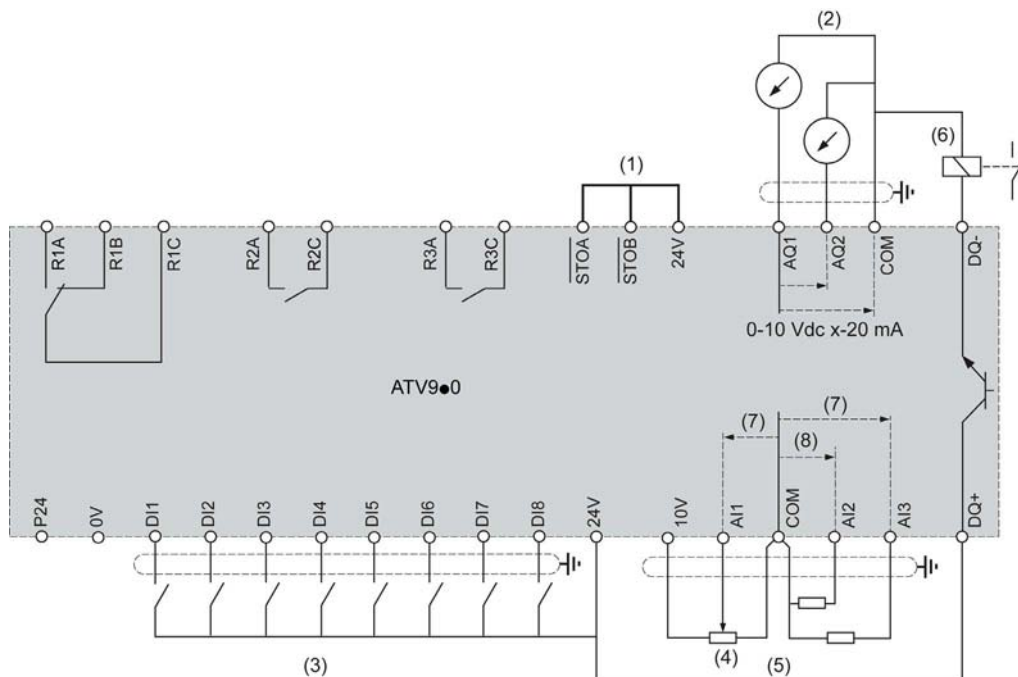 (2)
(6)
(1)
R1A
R1B
R1C
R2A
R2C
R3A
R3C
STOA
STOB
24V
AQ1
AQ2
COM
DQ-
0-10 Vdc x-20 mA
ATV9●0
(7)
(7)
(8)
P24
0V
DI1
DI2
DI3
DI4
DI5
DI6
DI7
DI8
24V
10V
AI1
COM
AI2
AI3
DQ+
(3)
(4)
(5)